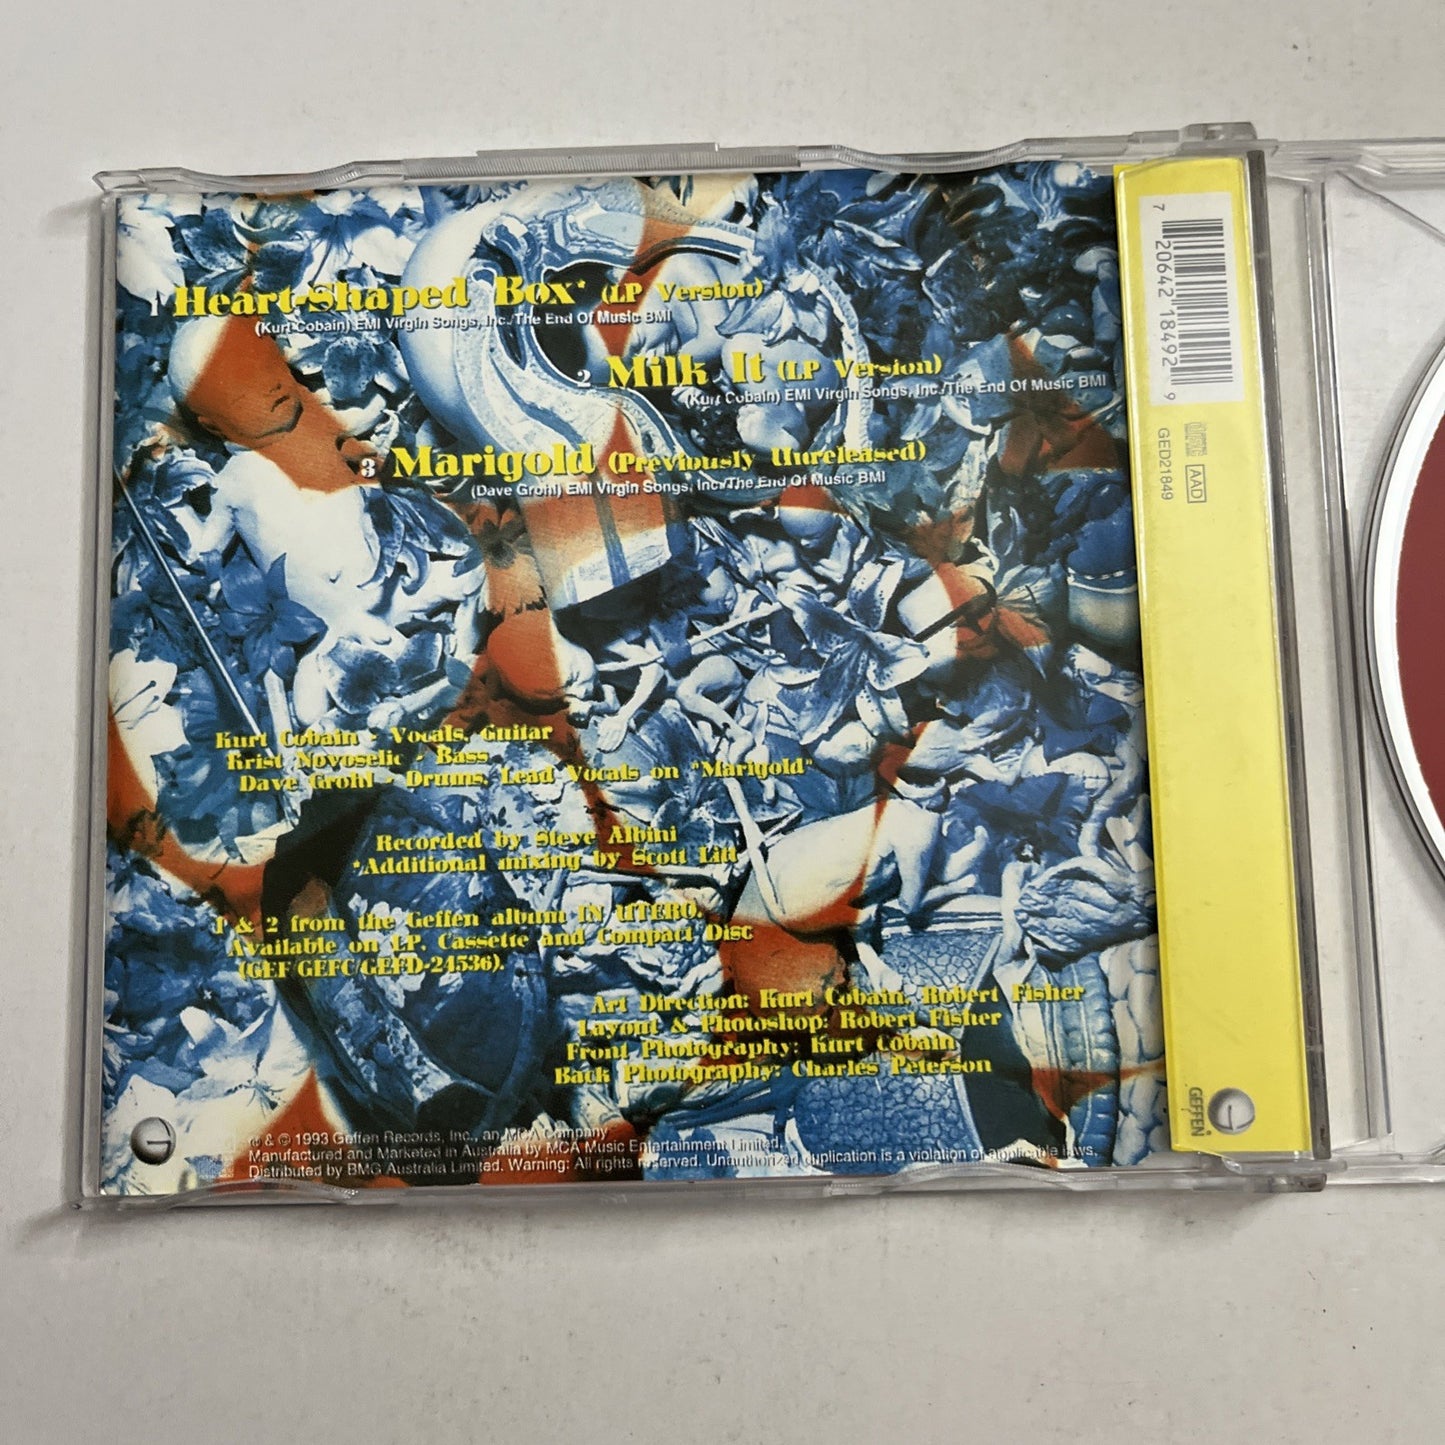 1 Heart-Shaped Box* (LP Version)
(Kurt Cobain) EMI Virgin Songs, Inc./The End Of Music BMI
2 Milk It (LP Version)
(Kurt Cobain) EMI Virgin Songs, Inc./The End Of Music BMI
3 Marigold (Previously Unreleased)
(Dave Grohl) EMI Virgin Songs, Inc./The End Of Music BMI
Kurt Cobain - Vocals, Guitar
Krist Novoselic - Bass
Dave Grohl - Drums, Lead Vocals on "Marigold"
Recorded by Steve Albini
*Additional mixing by Scott Litt
1 & 2 from the Geffen album IN UTERO.
Available on LP, Cassette and Compact Disc
(GEF/GEFC/GEFD-24536).
Art Direction: Kurt Cobain, Robert Fisher
Layout & Photoshop: Robert Fisher
Front Photography: Kurt Cobain
Back Photography: Charles Peterson
℗ & © 1993 Geffen Records, Inc., an MCA Company
Manufactured and Marketed in Australia by MCA Music Entertainment Limited.
Distributed by BMG Australia Limited. Warning: All rights reserved. Unauthorized duplication is a violation of applicable laws.
7 20642 18492 9
GED21849
AAD
GEFFEN